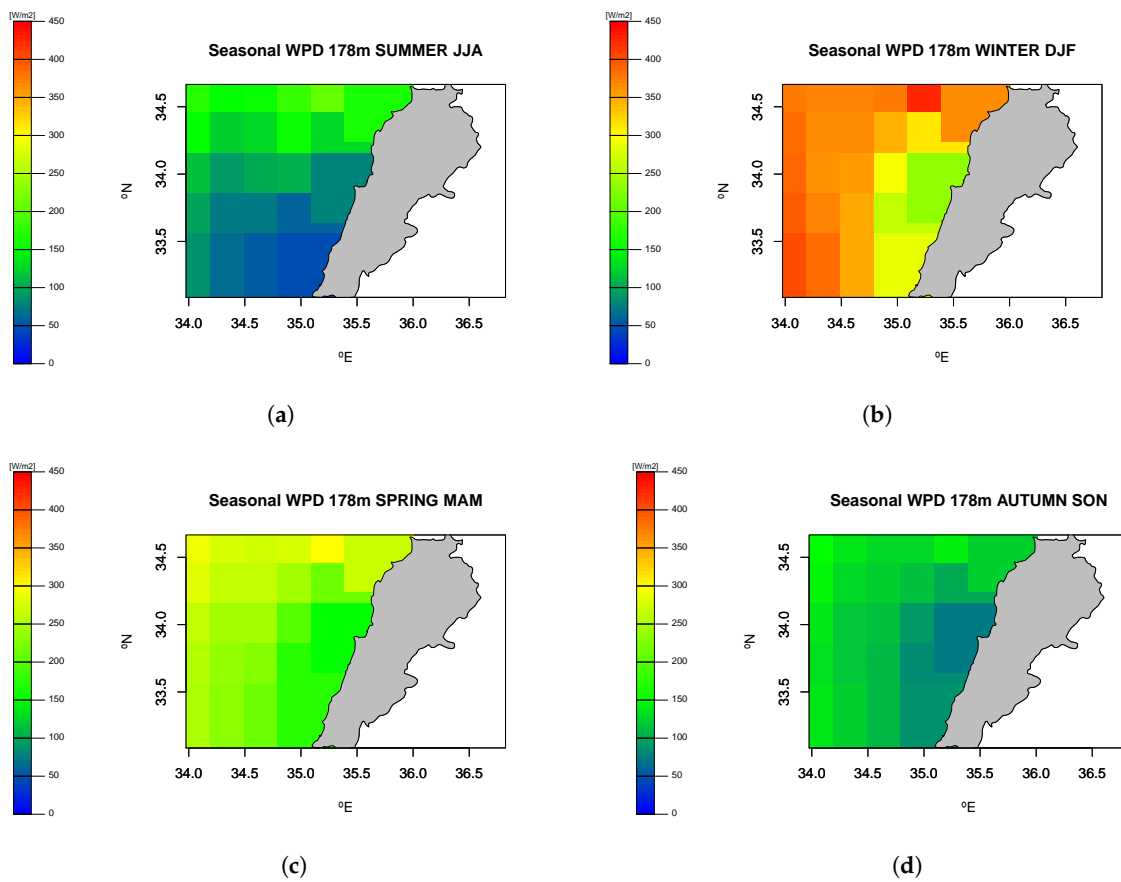 [W/m2]
450
400
350
300
250
200
150
100
50
0
Seasonal WPD 178m SUMMER JJA
34.5
34.0
33.5
ºN
34.0 34.5 35.0 35.5 36.0 36.5
ºE
(a)
[W/m2]
450
400
350
300
250
200
150
100
50
0
Seasonal WPD 178m WINTER DJF
34.5
34.0
33.5
ºN
34.0 34.5 35.0 35.5 36.0 36.5
ºE
(b)
[W/m2]
450
400
350
300
250
200
150
100
50
0
Seasonal WPD 178m SPRING MAM
34.5
34.0
33.5
ºN
34.0 34.5 35.0 35.5 36.0 36.5
ºE
(c)
[W/m2]
450
400
350
300
250
200
150
100
50
0
Seasonal WPD 178m AUTUMN SON
34.5
34.0
33.5
ºN
34.0 34.5 35.0 35.5 36.0 36.5
ºE
(d)